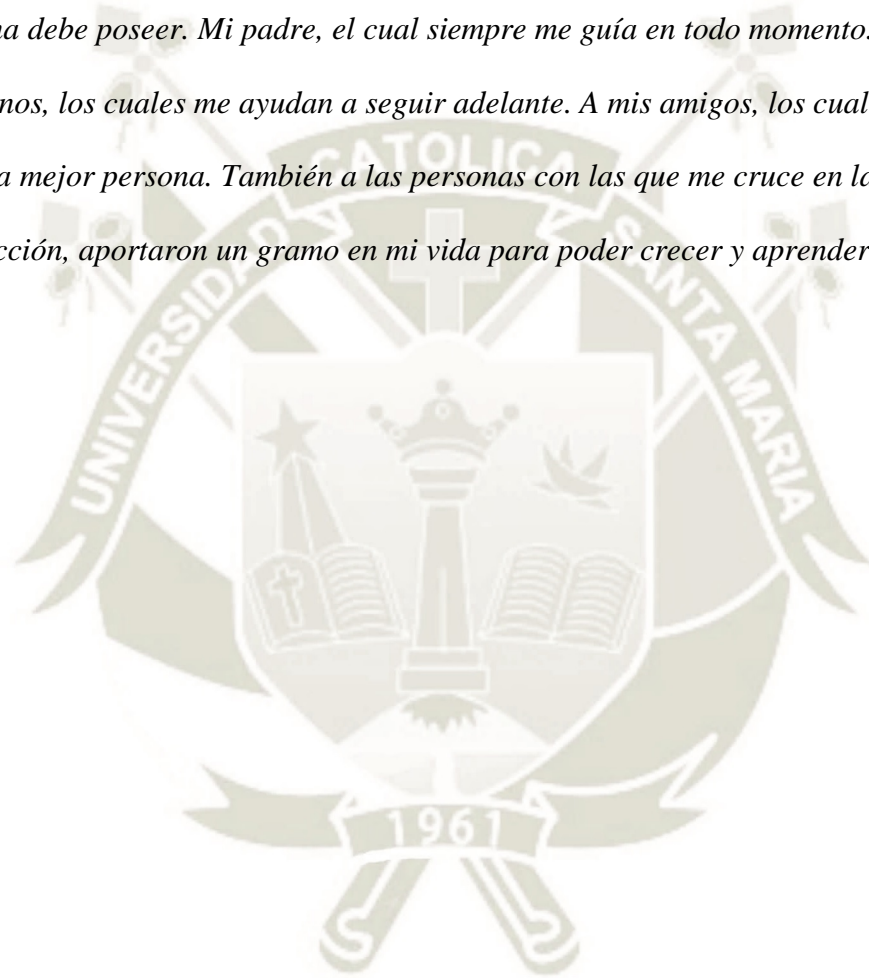 na debe poseer. Mi padre, el cual siempre me guía en todo momento.
nos, los cuales me ayudan a seguir adelante. A mis amigos, los cual
a mejor persona. También a las personas con las que me cruce en la
cción, aportaron un gramo en mi vida para poder crecer y aprender
UNIVERSIDAD CATOLICA SANTA MARIA
1961